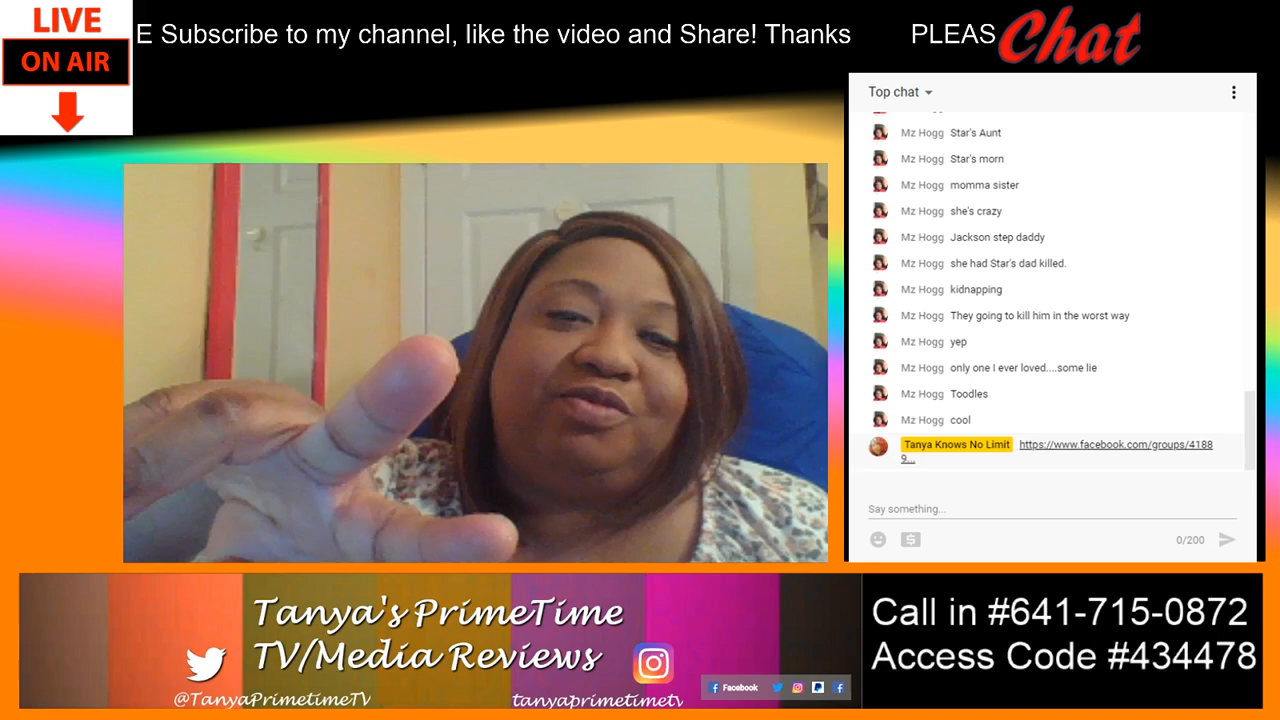 LIVE
ON AIR
E Subscribe to my channel, like the video and Share! Thanks
PLEAS
Chat
Top chat
Mz Hogg Star's Aunt
Mz Hogg Star's morn
Mz Hogg momma sister
Mz Hogg she's crazy
Mz Hogg Jackson step daddy
Mz Hogg she had Star's dad killed.
Mz Hogg kidnapping
Mz Hogg They going to kill him in the worst way
Mz Hogg yep
Mz Hogg only one I ever loved....some lie
Mz Hogg Toodles
Mz Hogg cool
Tanya Knows No Limit https://www.facebook.com/groups/4188
9...
Say something...
0/200
Tanya's PrimeTime
TV/Media Reviews
@TanyaPrimetimeTV
tanyaprimetimetv
Facebook
Call in #641-715-0872
Access Code #434478